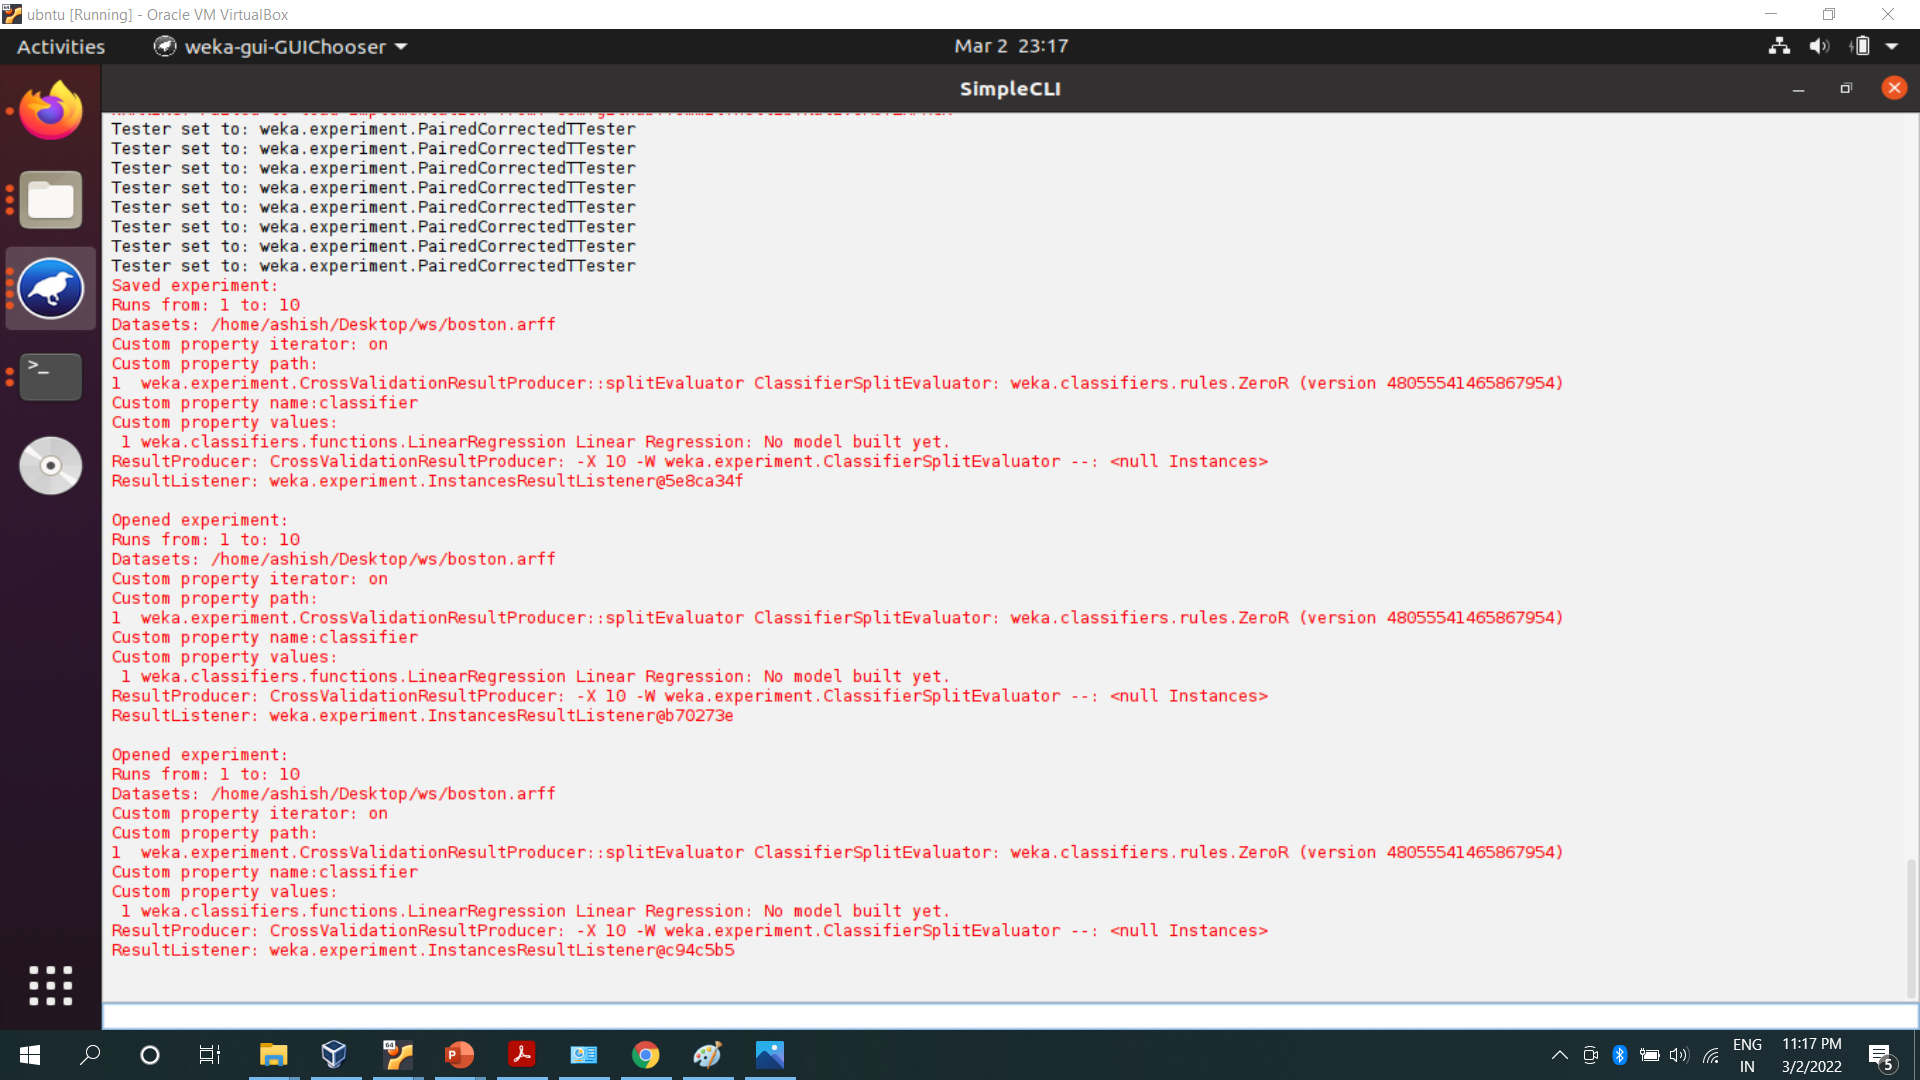 ubntu [Running] - Oracle VM VirtualBox
Activities
weka-gui-GUIChooser
Mar 2 23:17
SimpleCLI
Tester set to: weka.experiment.PairedCorrectedTTester
Tester set to: weka.experiment.PairedCorrectedTTester
Tester set to: weka.experiment.PairedCorrectedTTester
Tester set to: weka.experiment.PairedCorrectedTTester
Tester set to: weka.experiment.PairedCorrectedTTester
Tester set to: weka.experiment.PairedCorrectedTTester
Tester set to: weka.experiment.PairedCorrectedTTester
Tester set to: weka.experiment.PairedCorrectedTTester
Saved experiment:
Runs from: 1 to: 10
Datasets: /home/ashish/Desktop/ws/boston.arff
Custom property iterator: on
Custom property path:
1  weka.experiment.CrossValidationResultProducer::splitEvaluator ClassifierSplitEvaluator: weka.classifiers.rules.ZeroR (version 48055541465867954)
Custom property name:classifier
Custom property values:
1 weka.classifiers.functions.LinearRegression Linear Regression: No model built yet.
ResultProducer: CrossValidationResultProducer: -X 10 -W weka.experiment.ClassifierSplitEvaluator --: <null Instances>
ResultListener: weka.experiment.InstancesResultListener@5e8ca34f
Opened experiment:
Runs from: 1 to: 10
Datasets: /home/ashish/Desktop/ws/boston.arff
Custom property iterator: on
Custom property path:
1  weka.experiment.CrossValidationResultProducer::splitEvaluator ClassifierSplitEvaluator: weka.classifiers.rules.ZeroR (version 48055541465867954)
Custom property name:classifier
Custom property values:
1 weka.classifiers.functions.LinearRegression Linear Regression: No model built yet.
ResultProducer: CrossValidationResultProducer: -X 10 -W weka.experiment.ClassifierSplitEvaluator --: <null Instances>
ResultListener: weka.experiment.InstancesResultListener@b70273e
Opened experiment:
Runs from: 1 to: 10
Datasets: /home/ashish/Desktop/ws/boston.arff
Custom property iterator: on
Custom property path:
1  weka.experiment.CrossValidationResultProducer::splitEvaluator ClassifierSplitEvaluator: weka.classifiers.rules.ZeroR (version 48055541465867954)
Custom property name:classifier
Custom property values:
1 weka.classifiers.functions.LinearRegression Linear Regression: No model built yet.
ResultProducer: CrossValidationResultProducer: -X 10 -W weka.experiment.ClassifierSplitEvaluator --: <null Instances>
ResultListener: weka.experiment.InstancesResultListener@c94c5b5
ENG
IN
11:17 PM
3/2/2022
5